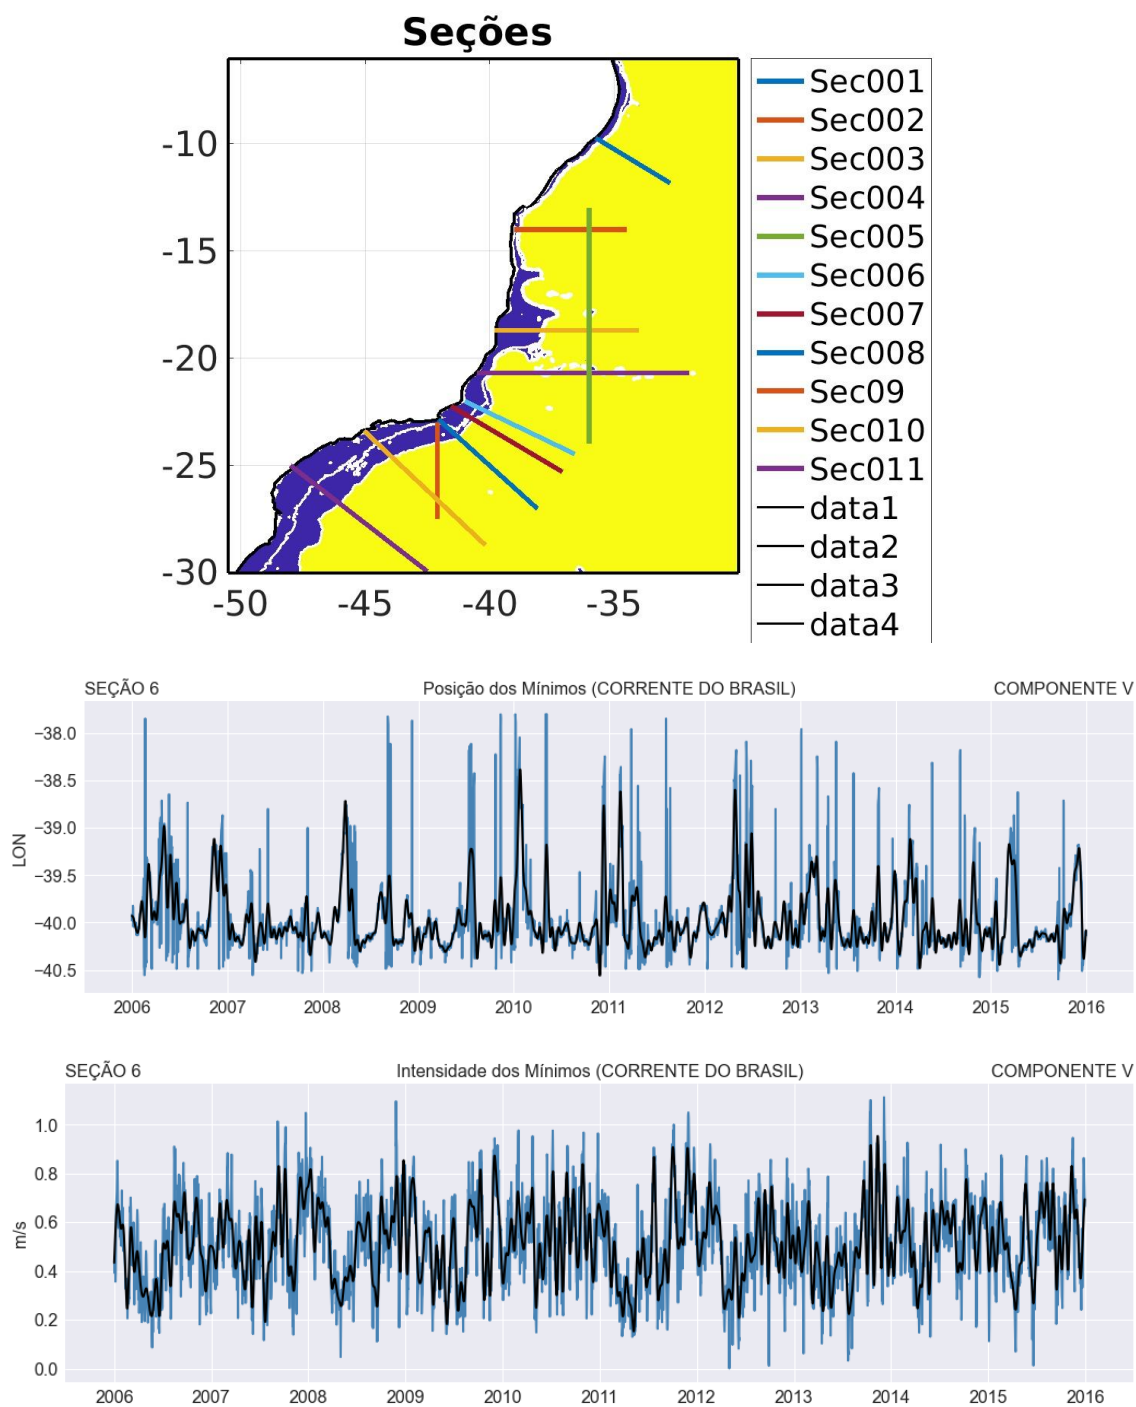 Seções
-10
-15
-20
-25
-30
-50 -45 -40 -35
Sec001
Sec002
Sec003
Sec004
Sec005
Sec006
Sec007
Sec008
Sec09
Sec010
Sec011
data1
data2
data3
data4
SEÇÃO 6 Posição dos Mínimos (CORRENTE DO BRASIL) COMPONENTE V
−38.0
−38.5
−39.0
−39.5
−40.0
−40.5
LON
2006 2007 2008 2009 2010 2011 2012 2013 2014 2015 2016
SEÇÃO 6 Intensidade dos Mínimos (CORRENTE DO BRASIL) COMPONENTE V
1.0
0.8
0.6
0.4
0.2
0.0
m/s
2006 2007 2008 2009 2010 2011 2012 2013 2014 2015 2016